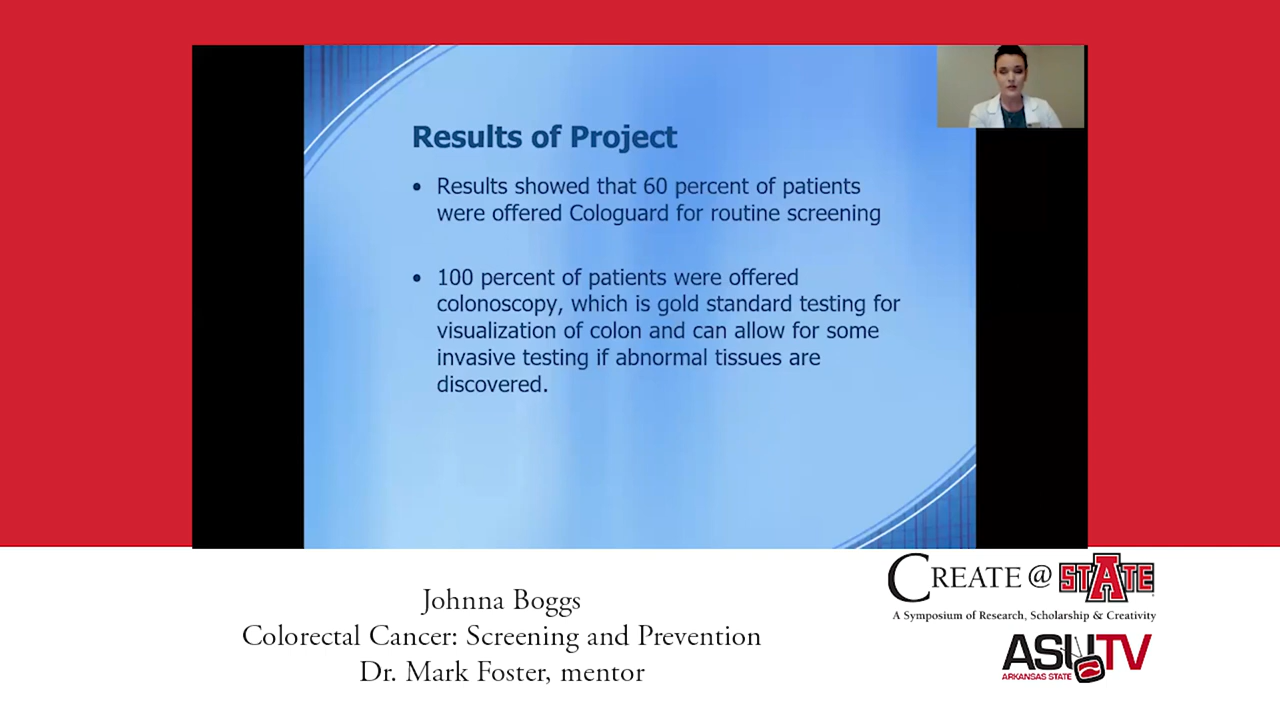 Results of Project
• Results showed that 60 percent of patients
were offered Cologuard for routine screening
• 100 percent of patients were offered
colonoscopy, which is gold standard testing for
visualization of colon and can allow for some
invasive testing if abnormal tissues are
discovered.
Johnna Boggs
Colorectal Cancer: Screening and Prevention
Dr. Mark Foster, mentor
CREATE @ STATE
A Symposium of Research, Scholarship & Creativity
ASUTV
ARKANSAS STATE